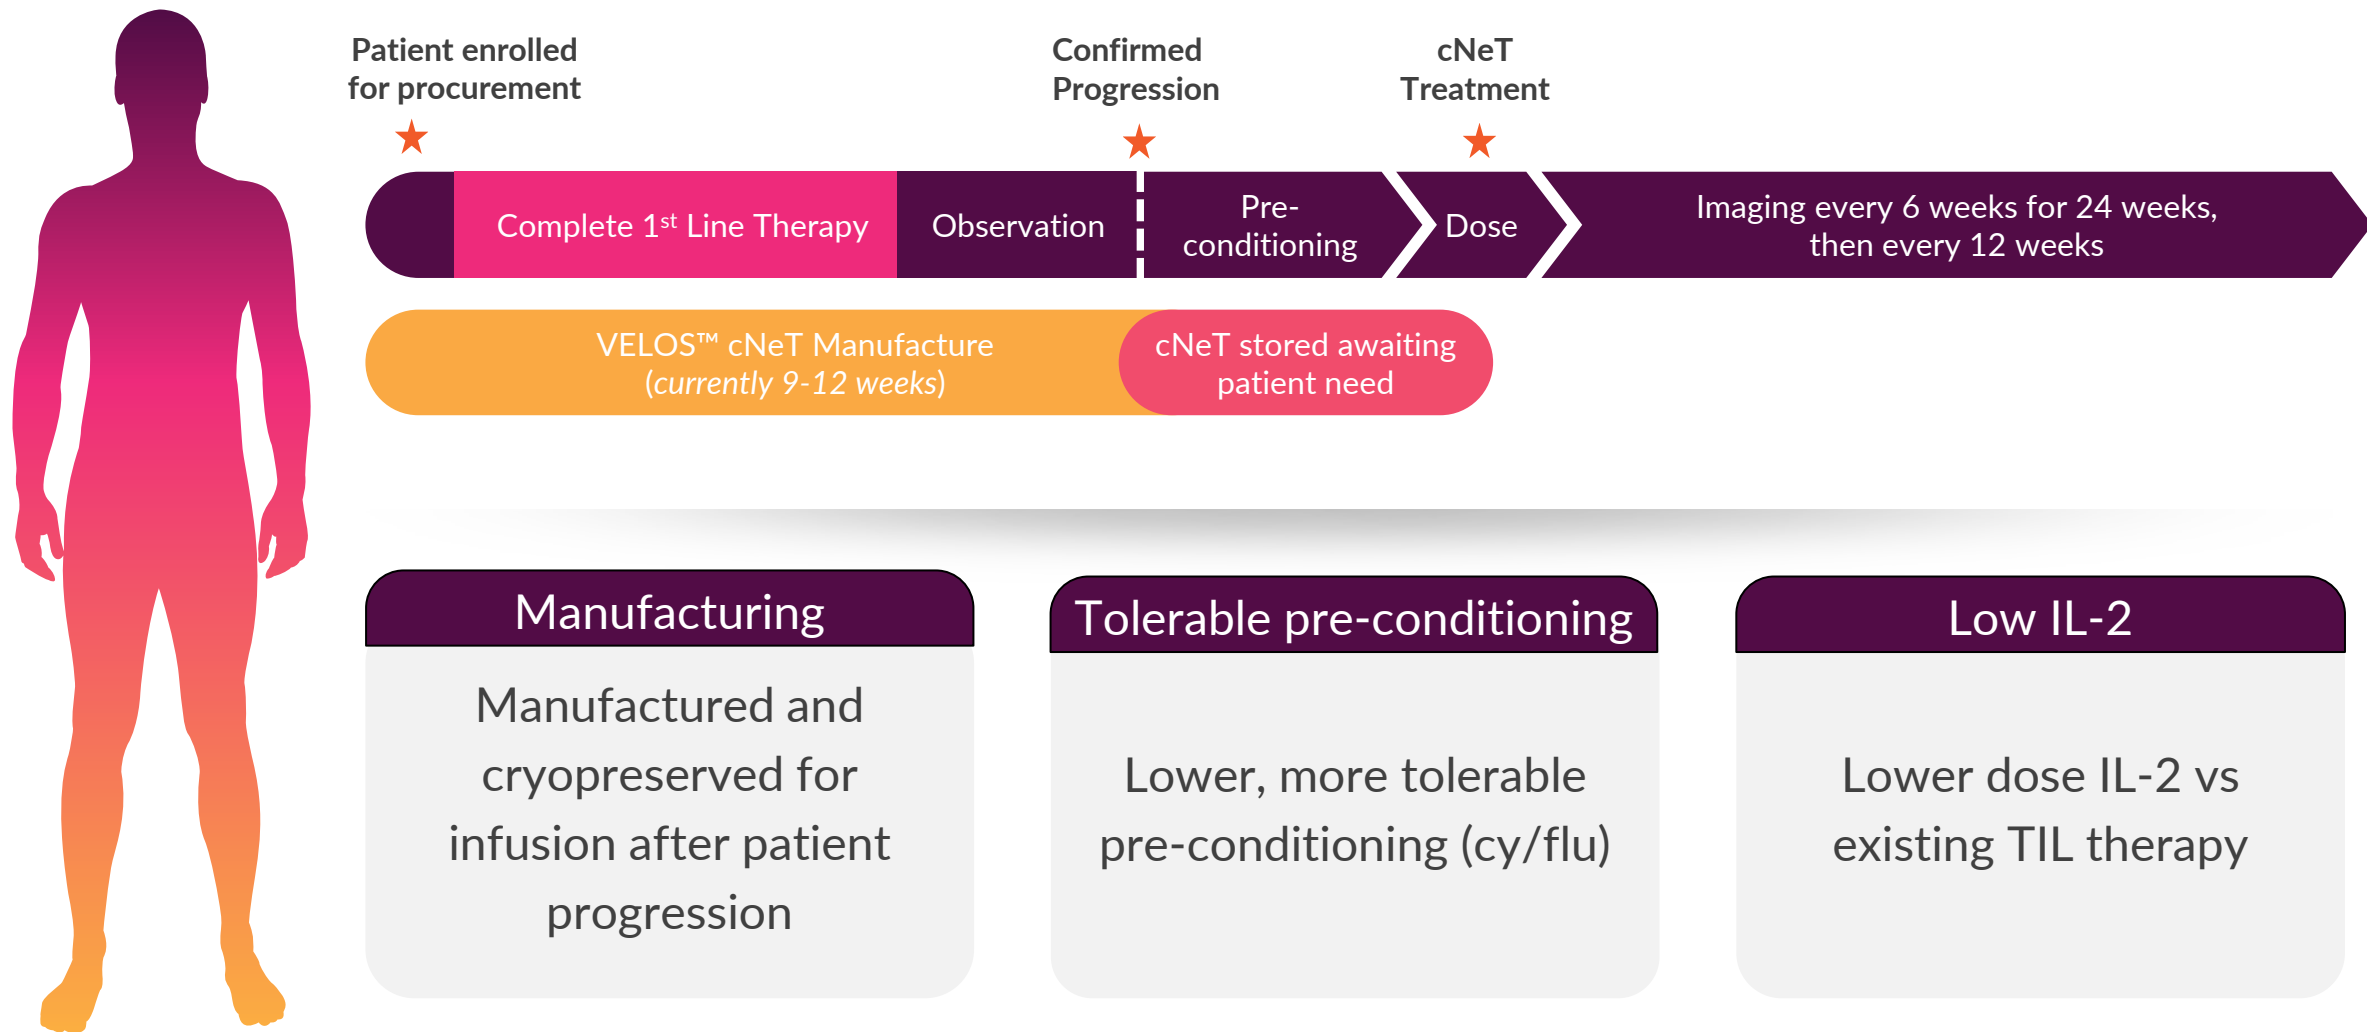 Patient enrolled
for procurement
Confirmed
Progression
cNeT
Treatment
Complete 1st Line Therapy
Observation
Pre-
conditioning
Dose
Imaging every 6 weeks for 24 weeks,
then every 12 weeks
VELOS™ cNeT Manufacture
(currently 9-12 weeks)
cNeT stored awaiting
patient need
Manufacturing
Manufactured and
cryopreserved for
infusion after patient
progression
Tolerable pre-conditioning
Lower, more tolerable
pre-conditioning (cy/flu)
Low IL-2
Lower dose IL-2 vs
existing TIL therapy